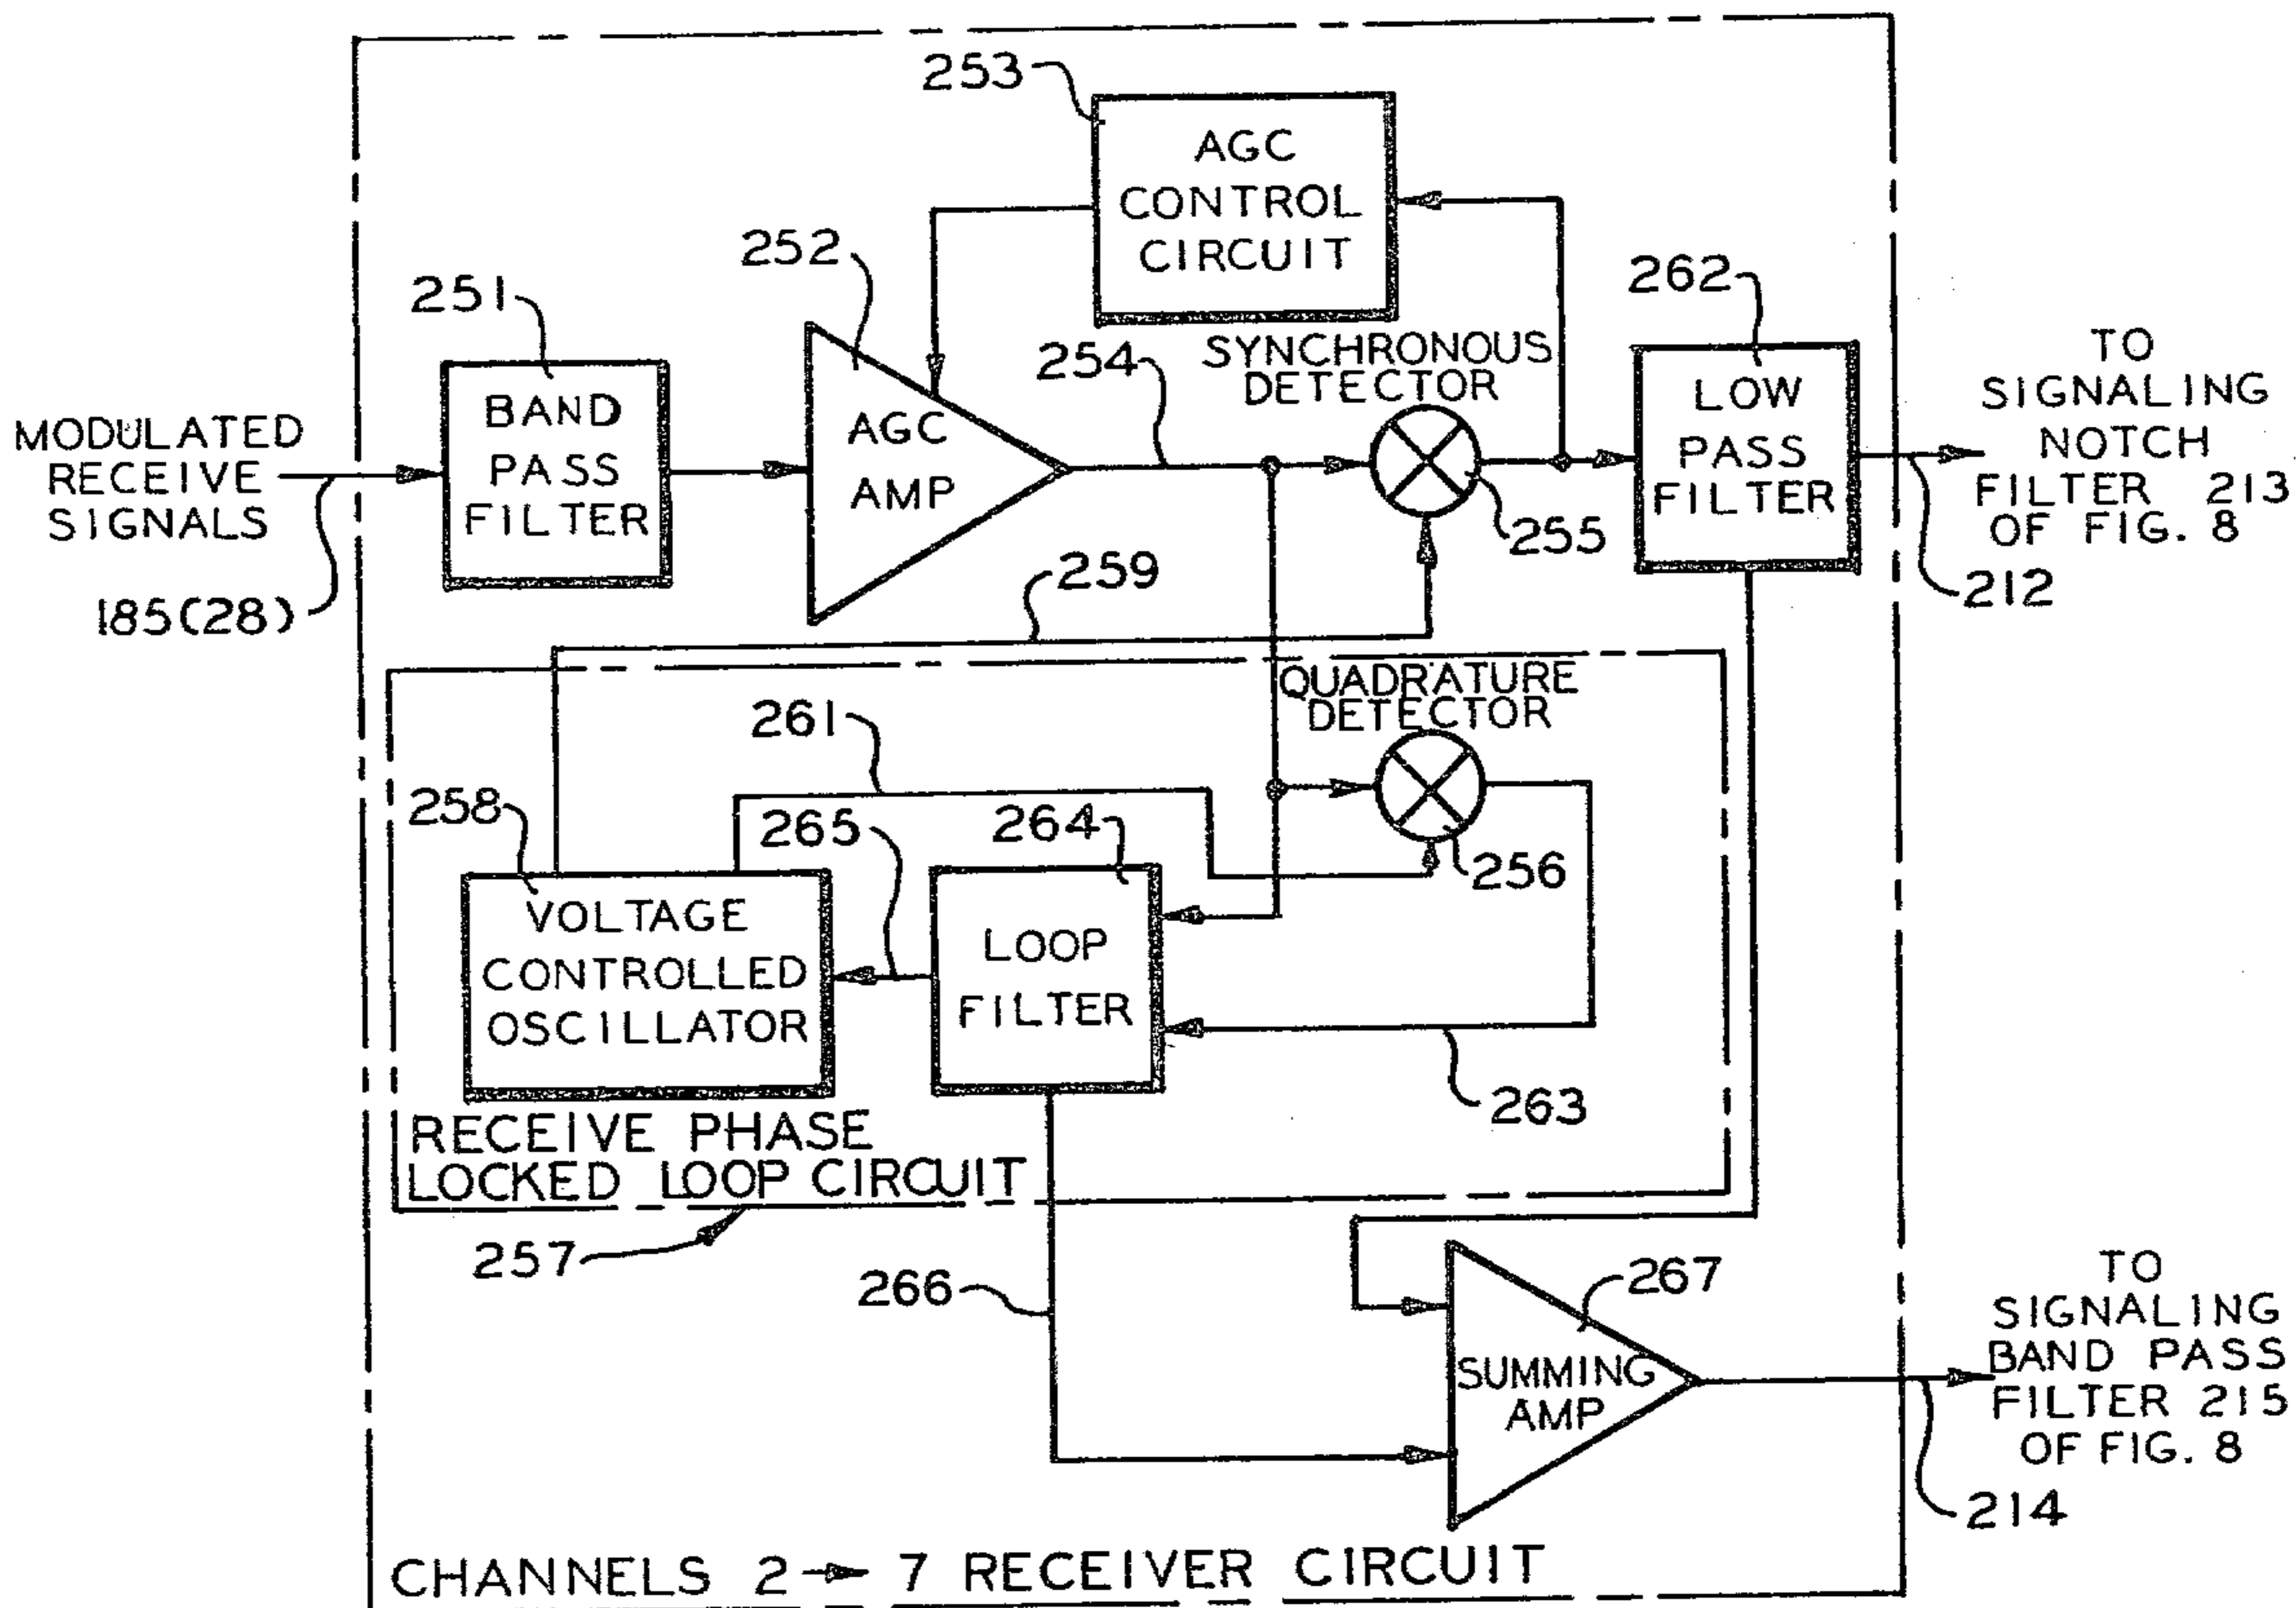 253
AGC
CONTROL
CIRCUIT
252
251
262
SYNCHRONOUS
DETECTOR
254
BAND
PASS
FILTER
AGC
AMP
LOW
PASS
FILTER
MODULATED
RECEIVE
SIGNALS
TO
SIGNALING
NOTCH
FILTER 213
OF FIG. 8
255
259
185(28)
212
QUADRATURE
DETECTOR
261
258
265
264
256
VOLTAGE
CONTROLLED
OSCILLATOR
LOOP
FILTER
263
RECEIVE PHASE
LOCKED LOOP CIRCUIT
257
266
267
SUMMING
AMP
TO
SIGNALING
BAND PASS
FILTER 215
OF FIG. 8
214
CHANNELS 2 → 7 RECEIVER CIRCUIT